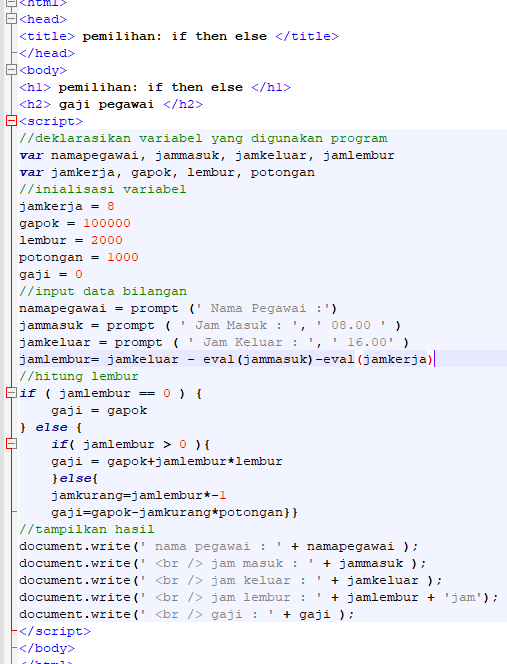 <html>
<head>
<title> pemilihan: if then else </title>
</head>
<body>
<h1> pemilihan: if then else </h1>
<h2> gaji pegawai </h2>
<script>
//deklarasikan variabel yang digunakan program
var namapegawai, jammasuk, jamkeluar, jamlembur
var jamkerja, gapok, lembur, potongan
//inialisasi variabel
jamkerja = 8
gapok = 100000
lembur = 2000
potongan = 1000
gaji = 0
//input data bilangan
namapegawai = prompt (' Nama Pegawai :')
jammasuk = prompt ( ' Jam Masuk : ', ' 08.00 ' )
jamkeluar = prompt ( ' Jam Keluar : ', ' 16.00' )
jamlembur= jamkeluar - eval(jammasuk)-eval(jamkerja)
//hitung lembur
if ( jamlembur == 0 ) {
    gaji = gapok
} else {
    if( jamlembur > 0 ){
    gaji = gapok+jamlembur*lembur
    }else{
    jamkurang=jamlembur*-1
    gaji=gapok-jamkurang*potongan}}
//tampilkan hasil
document.write(' nama pegawai : ' + namapegawai );
document.write(' <br /> jam masuk : ' + jammasuk );
document.write(' <br /> jam keluar : ' + jamkeluar );
document.write(' <br /> jam lembur : ' + jamlembur + 'jam');
document.write(' <br /> gaji : ' + gaji );
</script>
</body>
</html>